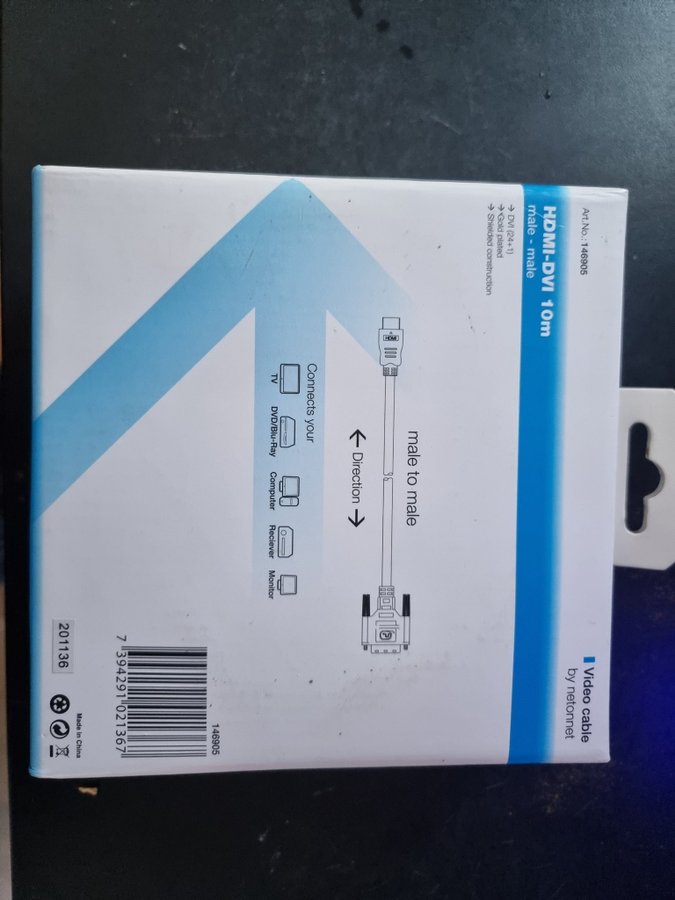 Art.No.:146905
Video cable
by netonnet
HDMI-DVI 10m
male - male
→ DVI (24+1)
→ Gold plated
→ Shielded construction
male to male
HDMI
← Direction →
Connects your
TV
DVD/Blu-Ray
Computer
Reciever
Monitor
146905
7 394291 021367
201136
Made in China